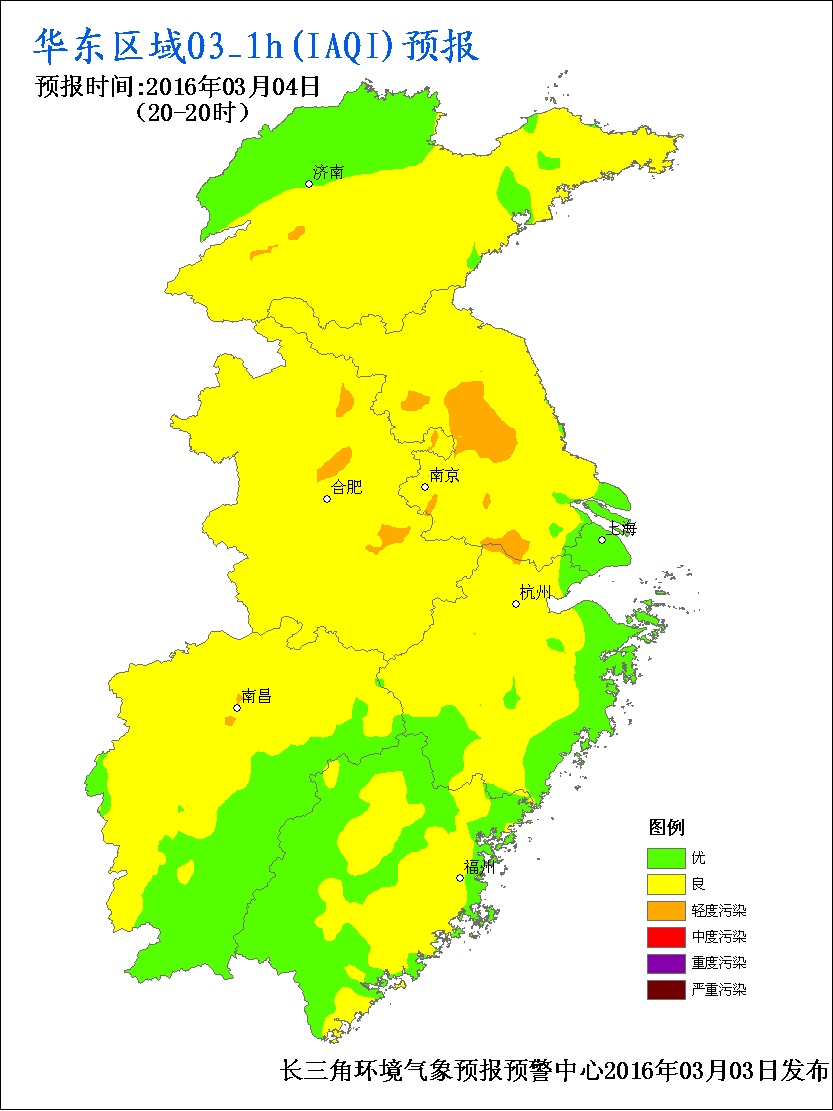 华东区域O3_1h(IAQI)预报
预报时间:2016年03月04日
(20-20时)
济南
南京
合肥
上海
杭州
南昌
福州
图例
优
良
轻度污染
中度污染
重度污染
严重污染
长三角环境气象预报预警中心2016年03月03日发布